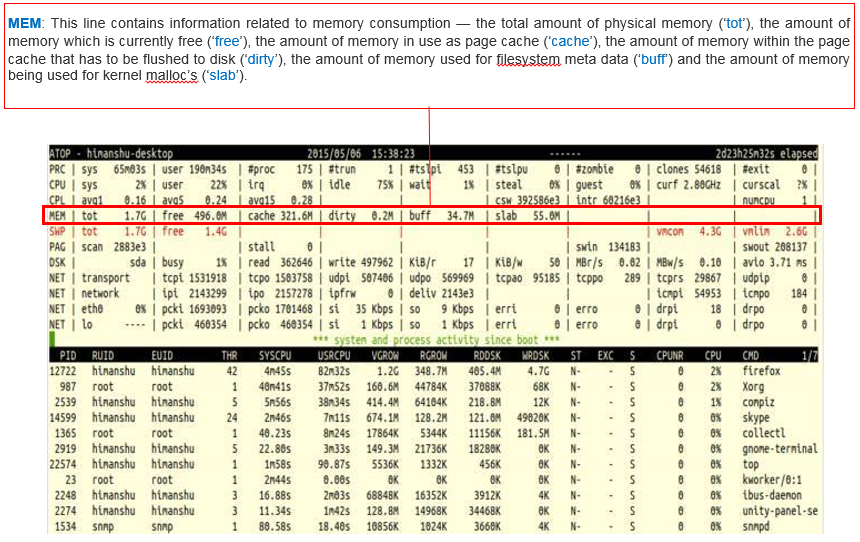 MEM: This line contains information related to memory consumption — the total amount of physical memory ('tot'), the amount of
memory which is currently free ('free'), the amount of memory in use as page cache ('cache'), the amount of memory within the page
cache that has to be flushed to disk ('dirty'), the amount of memory used for filesystem meta data ('buff') and the amount of memory
being used for kernel malloc's ('slab').
ATOP - himanshu-desktop 2015/05/06 15:38:23 ------ 2d23h25m32s elapsed
PRC | sys 65m03s | user 190m34s | #proc 175 | #trun 1 | #tslpi 453 | #tslpu 0 | #zombie 0 | clones 54618 | #exit 0 |
CPU | sys 2% | user 22% | irq 0% | idle 75% | wait 1% | steal 0% | guest 0% | curf 2.80GHz | curscal ?% |
CPL | avg1 0.16 | avg5 0.24 | avg15 0.28 | | | csw 392586e3 | intr 60216e3 | | numcpu 1 |
MEM | tot 1.7G | free 496.0M | cache 321.6M | dirty 0.2M | buff 34.7M | slab 55.0M | | | |
SWP | tot 1.7G | free 1.4G | | | | | | vmcom 4.3G | vmlim 2.6G |
PAG | scan 2883e3 | | stall 0 | | | | swin 134183 | | swout 208137 |
DSK | sda | busy 1% | read 362646 | write 497962 | KiB/r 17 | KiB/w 50 | MBr/s 0.02 | MBw/s 0.10 | avio 3.71 ms |
NET | transport | tcpi 1531918 | tcpo 1503758 | udpi 507406 | udpo 569969 | tcpao 95185 | tcppo 289 | tcprs 29867 | udpip 0 |
NET | network | ipi 2143299 | ipo 2157278 | ipfrw 0 | deliv 2143e3 | | | icmpi 54953 | icmpo 184 |
NET | eth0 0% | pcki 1693093 | pcko 1701468 | si 35 Kbps | so 9 Kbps | erri 0 | erro 0 | drpi 18 | drpo 0 |
NET | lo ---- | pcki 460354 | pcko 460354 | si 1 Kbps | so 1 Kbps | erri 0 | erro 0 | drpi 0 | drpo 0 |
*** system and process activity since boot ***
PID RUID EUID THR SYSCPU USRCPU VGROW RGROW RDDSK WRDSK ST EXC S CPUNR CPU CMD 1/7
12722 himanshu himanshu 42 4m45s 82m32s 1.2G 348.7M 405.4M 4.7G N- - S 0 2% firefox
987 root root 1 40m41s 37m52s 160.6M 44784K 37088K 68K N- - S 0 2% Xorg
2539 himanshu himanshu 5 5m56s 38m34s 414.4M 64104K 218.8M 12K N- - S 0 1% compiz
14599 himanshu himanshu 24 2m46s 7m11s 674.1M 128.2M 121.0M 49020K N- - S 0 0% skype
1365 root root 1 40.23s 8m24s 17864K 5344K 11156K 181.5M N- - S 0 0% collectl
2919 himanshu himanshu 5 22.80s 3m33s 149.3M 21736K 18280K 0K N- - S 0 0% gnome-terminal
22574 himanshu himanshu 1 1m58s 90.87s 5536K 1332K 456K 0K N- - S 0 0% top
23 root root 1 2m44s 0.00s 0K 0K 0K 0K N- - S 0 0% kworker/0:1
2248 himanshu himanshu 3 16.88s 2m03s 68848K 16352K 3912K 4K N- - S 0 0% ibus-daemon
2274 himanshu himanshu 3 11.34s 1m42s 128.8M 14968K 34468K 0K N- - S 0 0% unity-panel-se
1534 snmp snmp 1 80.58s 18.40s 10856K 1024K 3660K 4K N- - S 0 0% snmpd